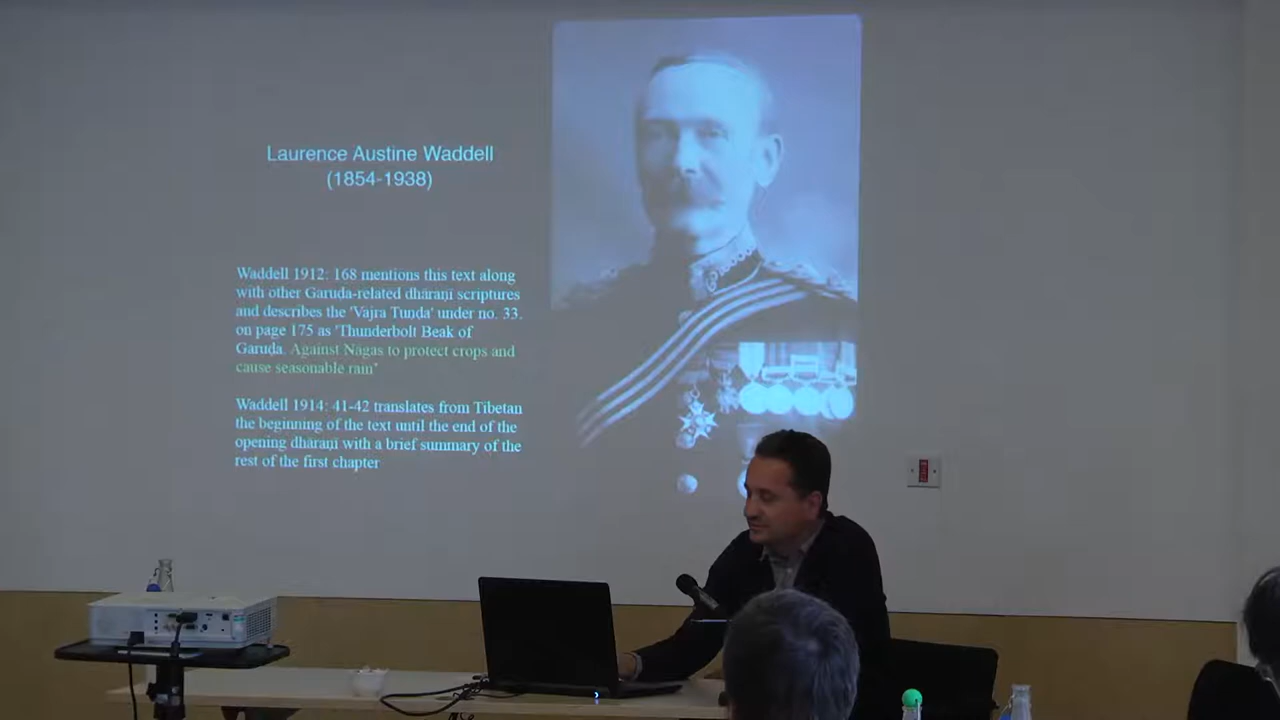 Laurence Austine Waddell
(1854-1938)
Waddell 1912: 168 mentions this text along
with other Garuḍa-related dhāraṇī scriptures
and describes the 'Vajra Tuṇḍa' under no. 33.
on page 175 as 'Thunderbolt Beak of
Garuḍa. Against Nāgas to protect crops and
cause seasonable rain'
Waddell 1914: 41-42 translates from Tibetan
the beginning of the text until the end of the
opening dhāraṇī with a brief summary of the
rest of the first chapter